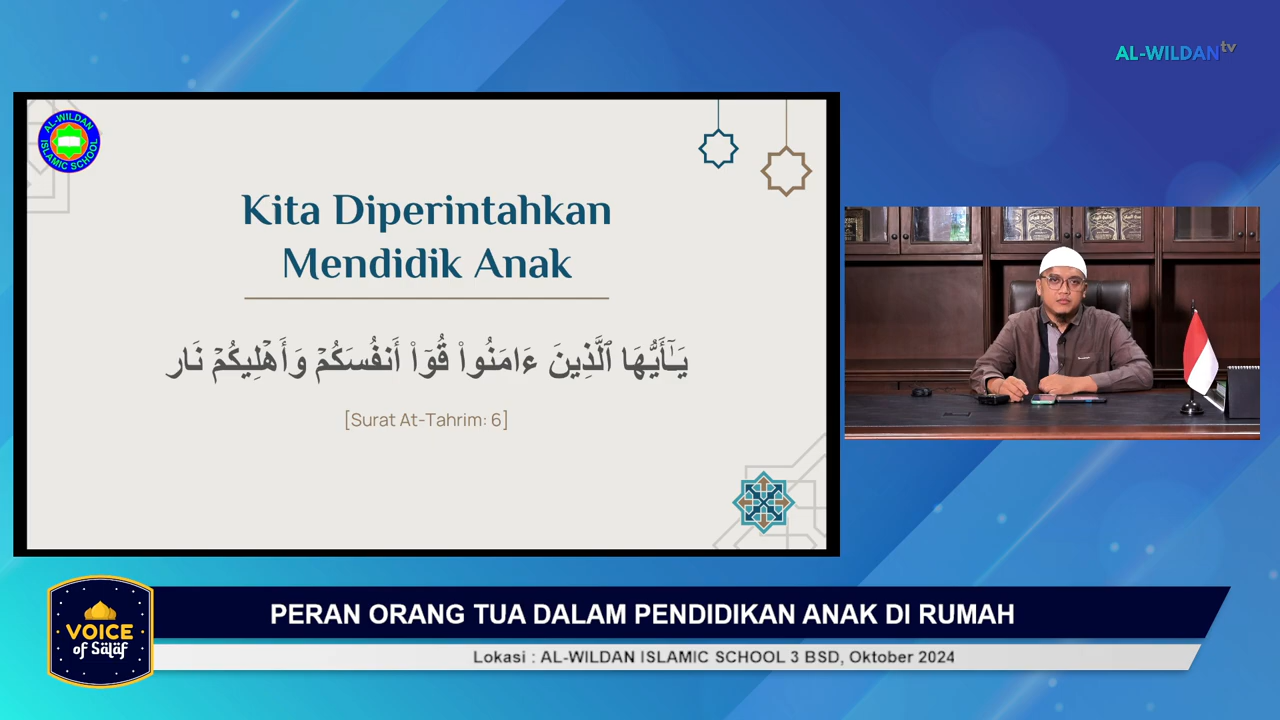 AL-WILDAN tv
AL-WILDAN
ISLAMIC SCHOOL
Kita Diperintahkan
Mendidik Anak
يَـٰٓأَيُّهَا ٱلَّذِينَ ءَامَنُوا۟ قُوٓا۟ أَنفُسَكُمْ وَأَهْلِيكُمْ نَار
[Surat At-Tahrim: 6]
VOICE
of Salaf
PERAN ORANG TUA DALAM PENDIDIKAN ANAK DI RUMAH
Lokasi : AL-WILDAN ISLAMIC SCHOOL 3 BSD, Oktober 2024